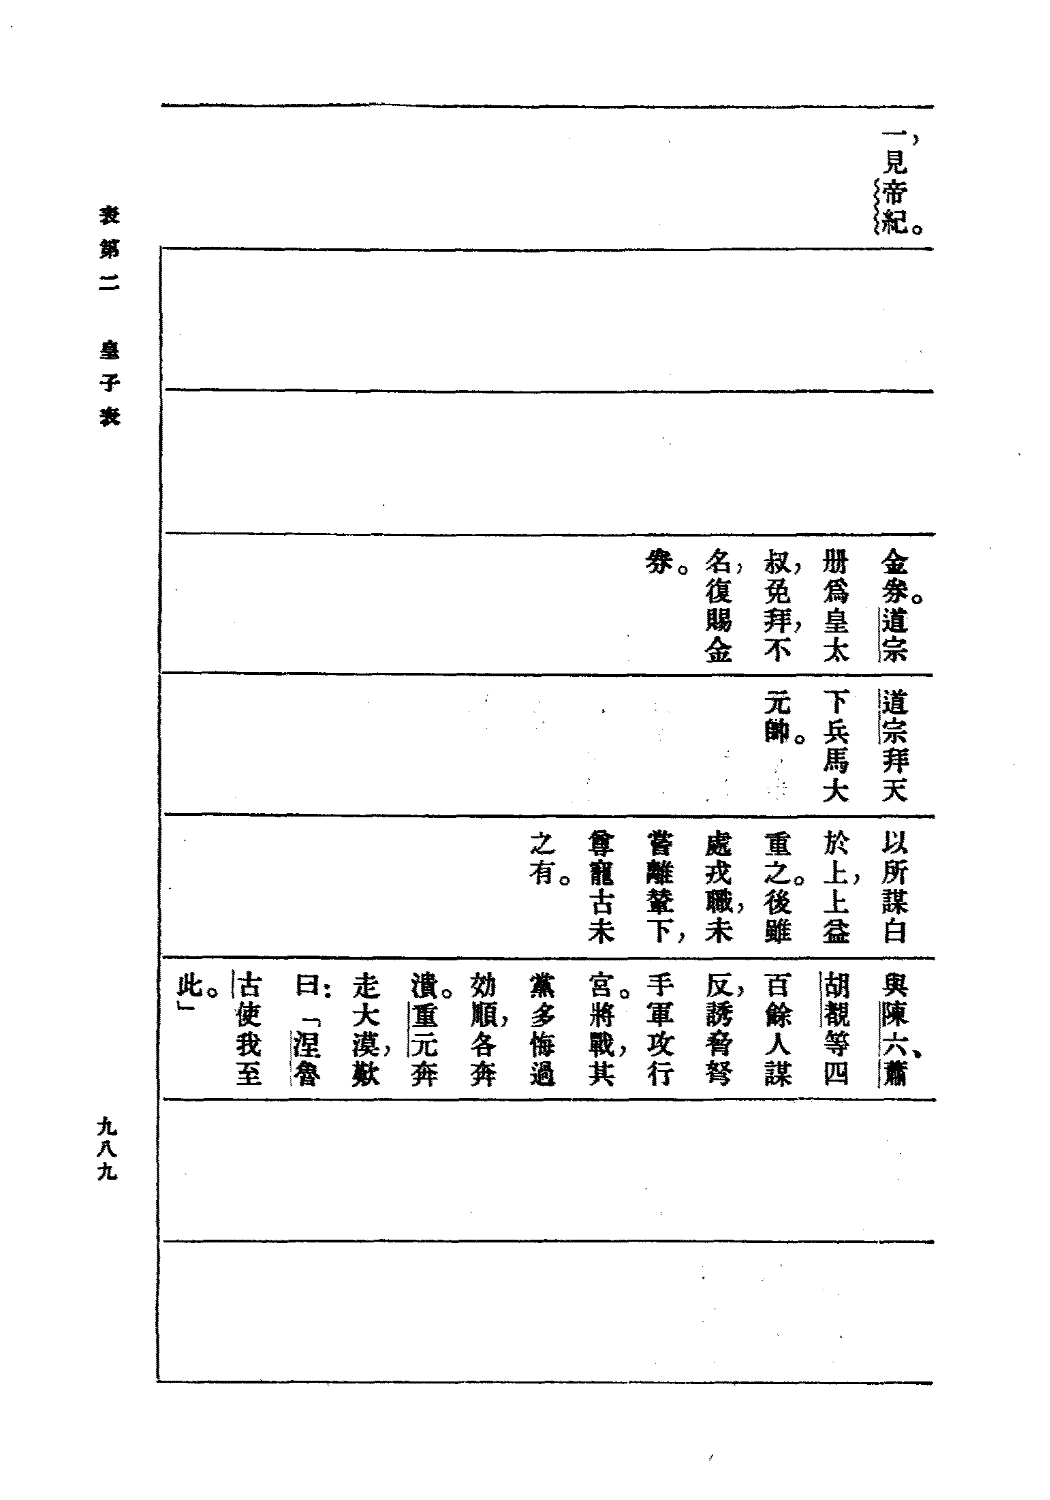 一，見帝紀。
金券。道宗
册爲皇太
叔，免拜，不
名，復賜金
券。
道宗拜天
下兵馬大
元帥。
以所謀白
於上，上益
重之。後雖
處戎職，未
嘗離輦下，
尊寵古未
之有。
與陳六、蕭
胡覩等四
百餘人謀
反，誘脅弩
手軍攻行
宮。將戰，其
黨多悔過
効順，各奔
潰。重元奔
走大漠，歎
曰：「涅魯
古使我至
此。」
表第二　皇子表
九八九